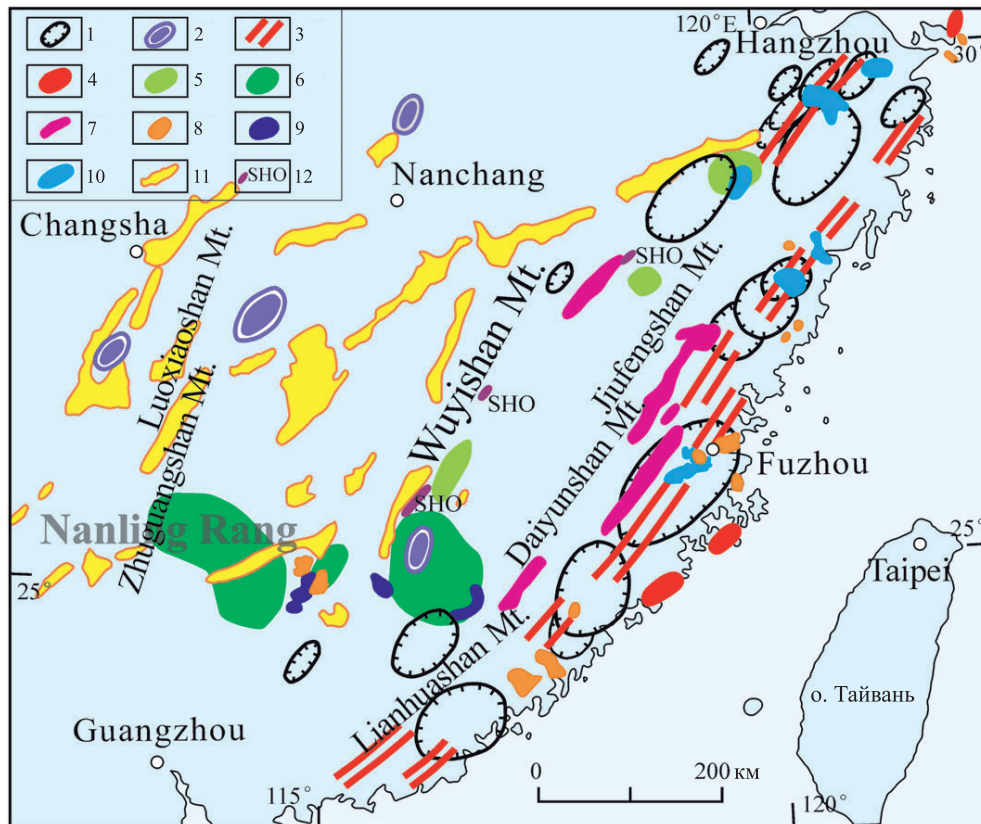 1 2 3
4 5 6
7 8 9
10 11 SHO 12
120°E
Hangzhou
30°
Nanchang
Changsha
SHO
Luoxiaoshan Mt.
Wuyishan Mt.
Jiufengshan Mt.
SHO
Zhuguangshan Mt.
Daiyunshan Mt.
Fuzhou
SHO
Nanling Rang
25°
25°
Taipei
Lianhuashan Mt.
о. Тайвань
Guangzhou
0 200 км
115°
120°